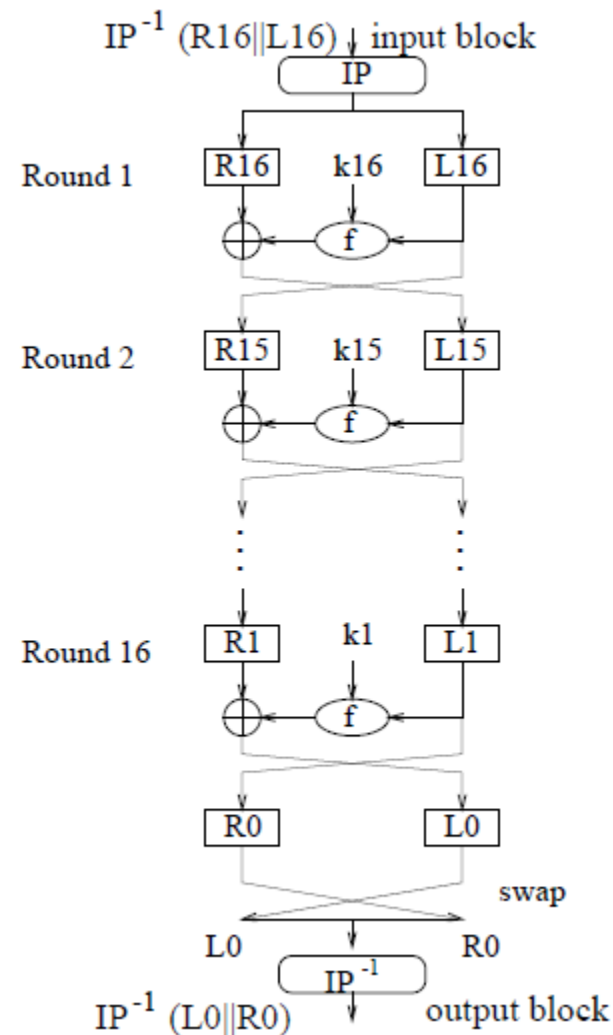 IP⁻¹ (R16||L16) input block
IP
Round 1 R16 k16 L16
f
Round 2 R15 k15 L15
f
Round 16 R1 k1 L1
f
R0 L0
swap
L0 R0
IP⁻¹
IP⁻¹ (L0||R0) output block